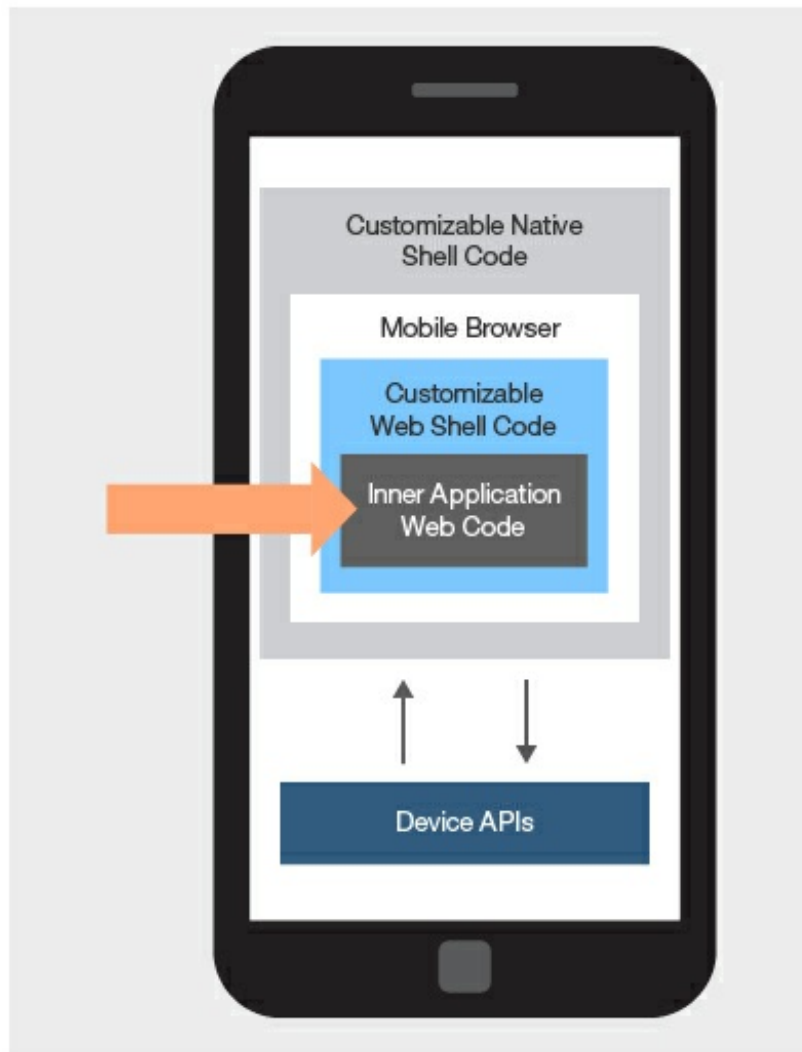 Customizable Native
Shell Code
Mobile Browser
Customizable
Web Shell Code
Inner Application
Web Code
Device APIs